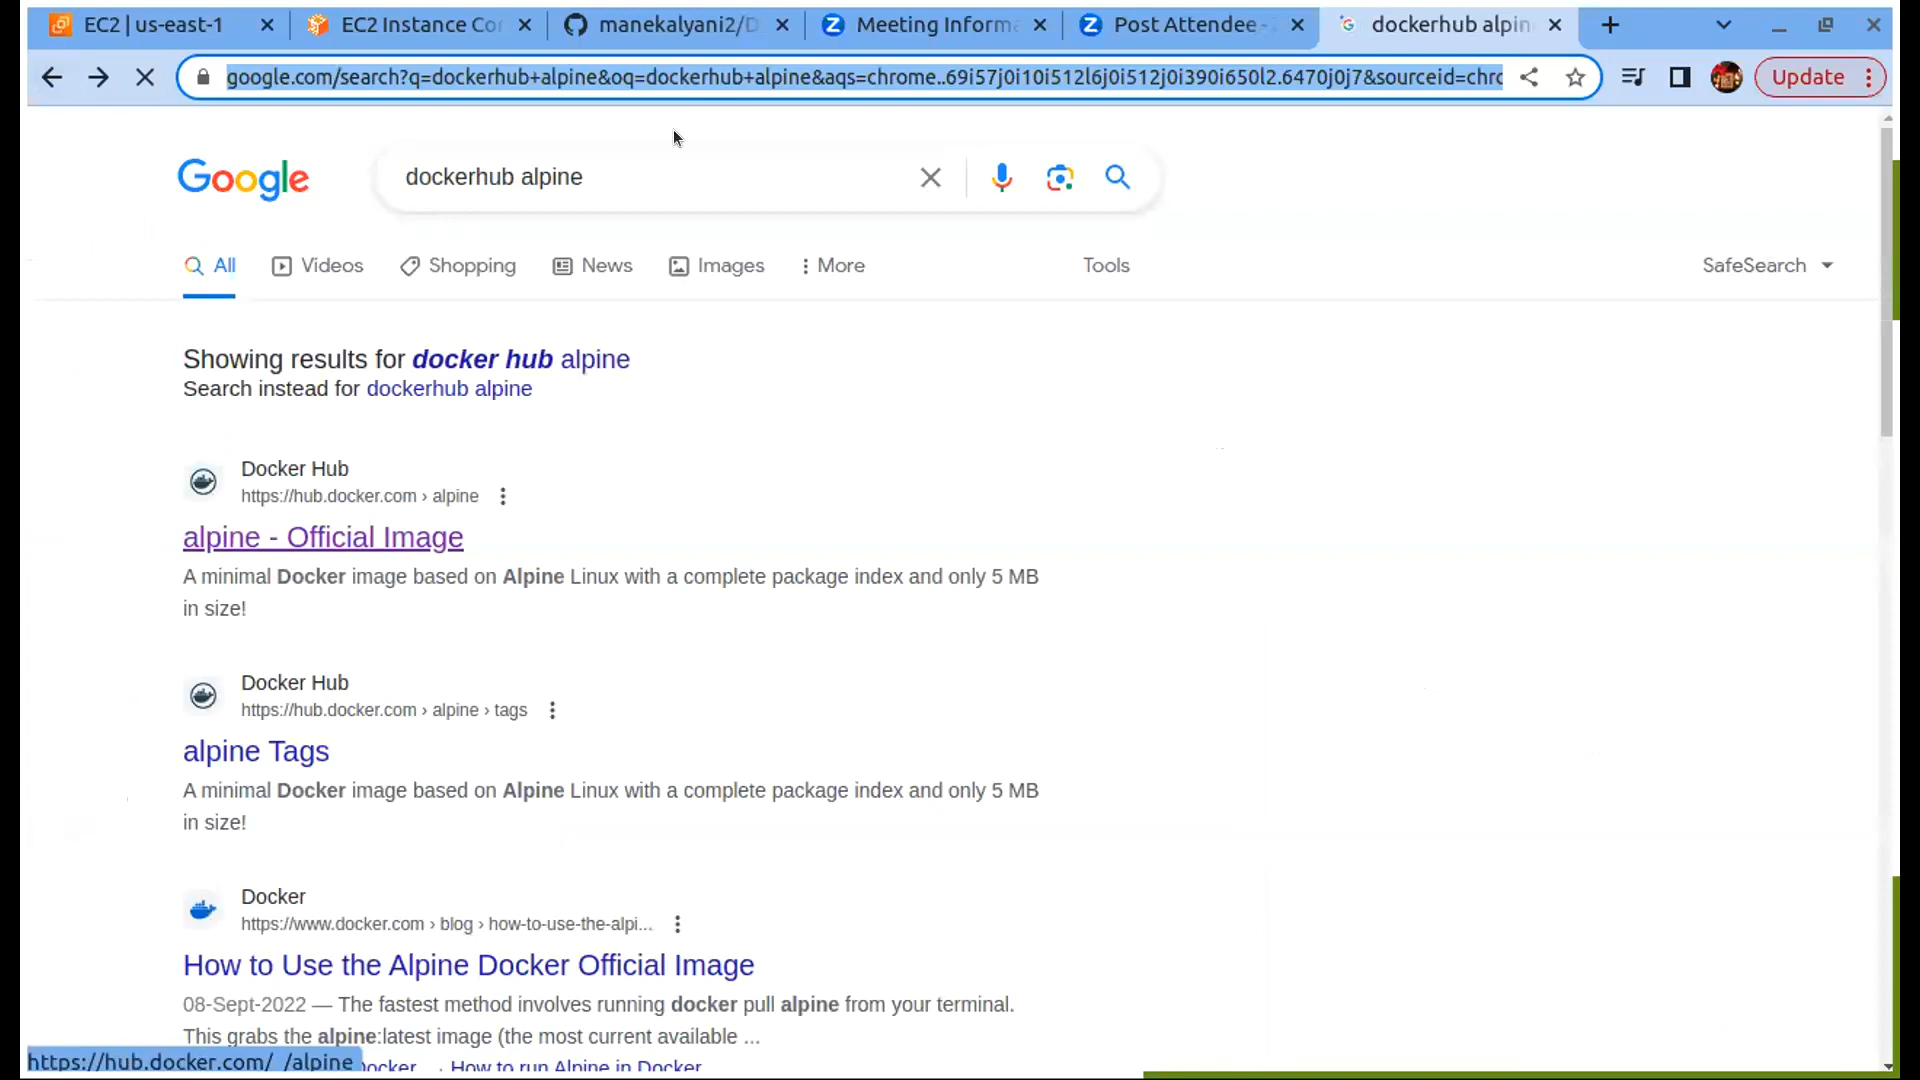 EC2 | us-east-1
EC2 Instance Co
manekalyani2/D
Meeting Inform
Post Attendee -
dockerhub alpin
google.com/search?q=dockerhub+alpine&oq=dockerhub+alpine&aqs=chrome..69i57j0i10i512l6j0i512j0i390i650l2.6470j0j7&sourceid=chrc
Update
Google
dockerhub alpine
All
Videos
Shopping
News
Images
More
Tools
SafeSearch
Showing results for docker hub alpine
Search instead for dockerhub alpine
Docker Hub
https://hub.docker.com › alpine
alpine - Official Image
A minimal Docker image based on Alpine Linux with a complete package index and only 5 MB
in size!
Docker Hub
https://hub.docker.com › alpine › tags
alpine Tags
A minimal Docker image based on Alpine Linux with a complete package index and only 5 MB
in size!
Docker
https://www.docker.com › blog › how-to-use-the-alpi...
How to Use the Alpine Docker Official Image
08-Sept-2022 — The fastest method involves running docker pull alpine from your terminal.
This grabs the alpine:latest image (the most current available ...
https://hub.docker.com/_/alpine
ocker · How to run Alpine in Docker